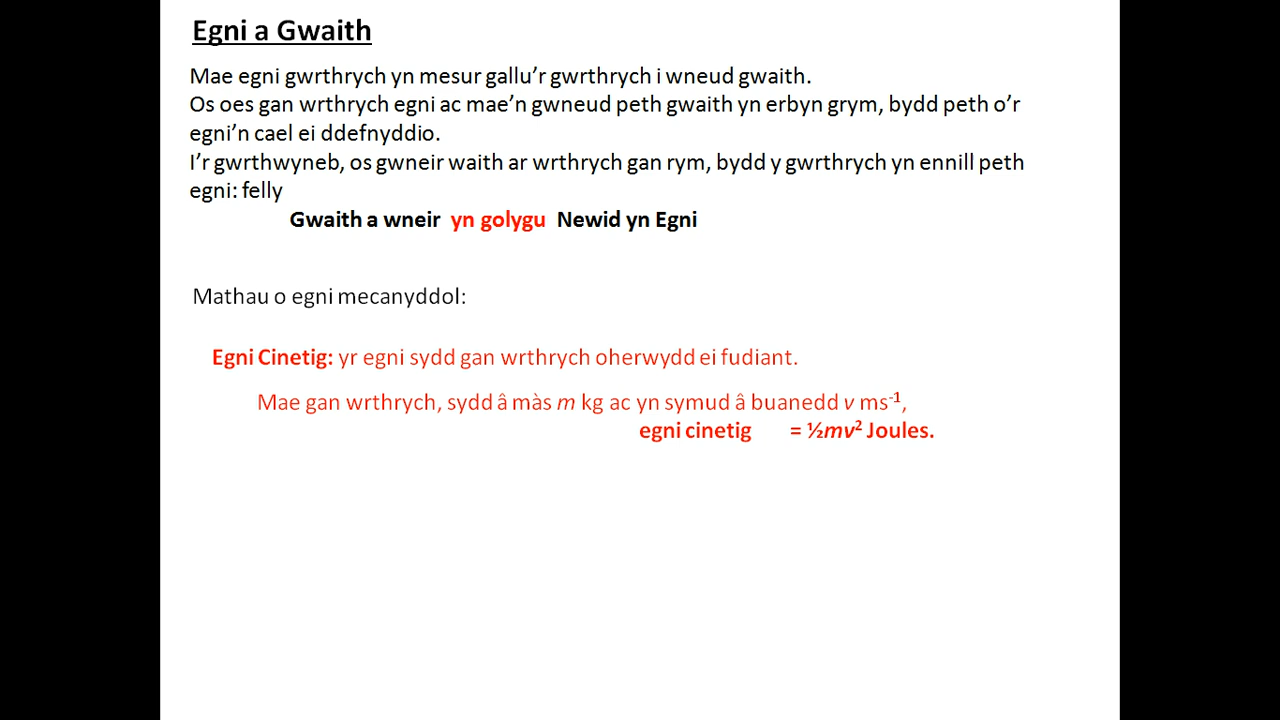 Egni a Gwaith
Mae egni gwrthrych yn mesur gallu’r gwrthrych i wneud gwaith.
Os oes gan wrthrych egni ac mae’n gwneud peth gwaith yn erbyn grym, bydd peth o’r
egni’n cael ei ddefnyddio.
I’r gwrthwyneb, os gwneir waith ar wrthrych gan rym, bydd y gwrthrych yn ennill peth
egni: felly
Gwaith a wneir yn golygu Newid yn Egni
Mathau o egni mecanyddol:
Egni Cinetig: yr egni sydd gan wrthrych oherwydd ei fudiant.
Mae gan wrthrych, sydd â màs m kg ac yn symud â buanedd v ms⁻¹,
egni cinetig = ½mv² Joules.